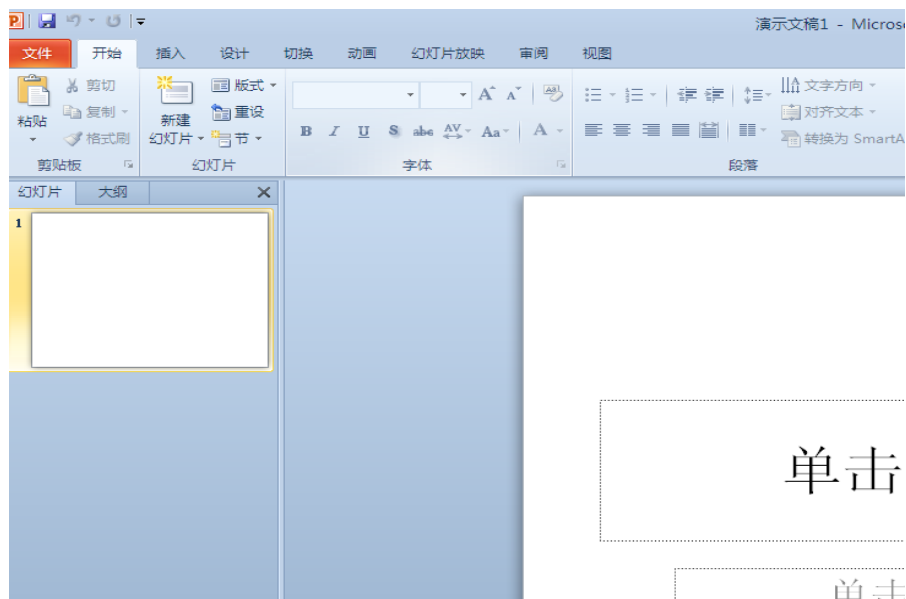 演示文稿1 - Microso
文件 开始 插入 设计 切换 动画 幻灯片放映 审阅 视图
粘贴 剪切 复制 格式刷
剪贴板
新建
幻灯片 版式 重设 节
幻灯片
B I U S abc AV Aa A
字体
文字方向
对齐文本
转换为 SmartA
段落
幻灯片 大纲
1
单击
单击